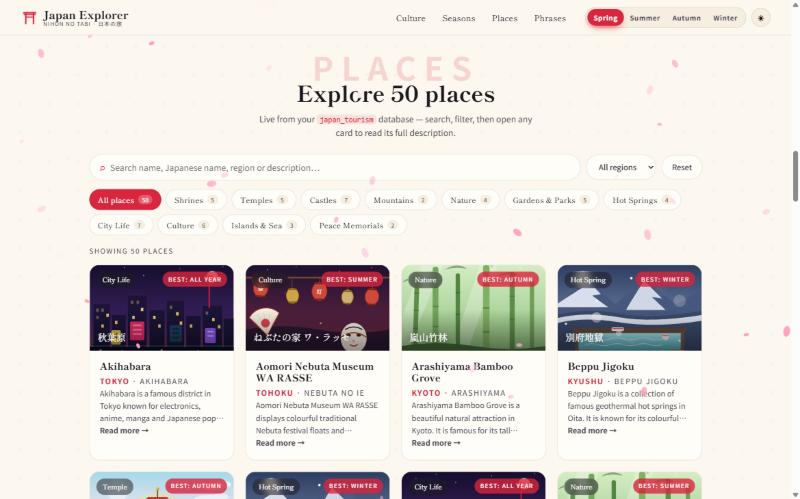 Japan Explorer
NIHON NO TABI · 日本の旅
Culture Seasons Places Phrases
Spring Summer Autumn Winter
PLACES
Explore 50 places
Live from your japan_tourism database — search, filter, then open any
card to read its full description.
Search name, Japanese name, region or description…
All regions
Reset
All places 50
Shrines 5
Temples 5
Castles 7
Mountains 2
Nature 4
Gardens & Parks 5
Hot Springs 4
City Life 7
Culture 6
Islands & Sea 3
Peace Memorials 2
SHOWING 50 PLACES
City Life
BEST: ALL YEAR
秋葉原
Akihabara
TOKYO · AKIHABARA
Akihabara is a famous district in
Tokyo known for electronics,
anime, manga and Japanese pop…
Read more →
Culture
BEST: SUMMER
ねぶたの家 ワ・ラッセ
Aomori Nebuta Museum
WA RASSE
TOHOKU · NEBUTA NO IE
Aomori Nebuta Museum WA RASSE
displays colourful traditional
Nebuta festival floats and…
Read more →
Nature
BEST: AUTUMN
嵐山竹林
Arashiyama Bamboo
Grove
KYOTO · ARASHIYAMA
Arashiyama Bamboo Grove is a
beautiful natural attraction in
Kyoto. It is famous for its tall…
Read more →
Hot Spring
BEST: WINTER
別府地獄
Beppu Jigoku
KYUSHU · BEPPU JIGOKU
Beppu Jigoku is a collection of
famous geothermal hot springs in
Oita. It is known for its colourful…
Read more →
Temple
BEST: AUTUMN
Hot Spring
BEST: WINTER
City Life
BEST: ALL YEAR
Nature
BEST: SUMMER